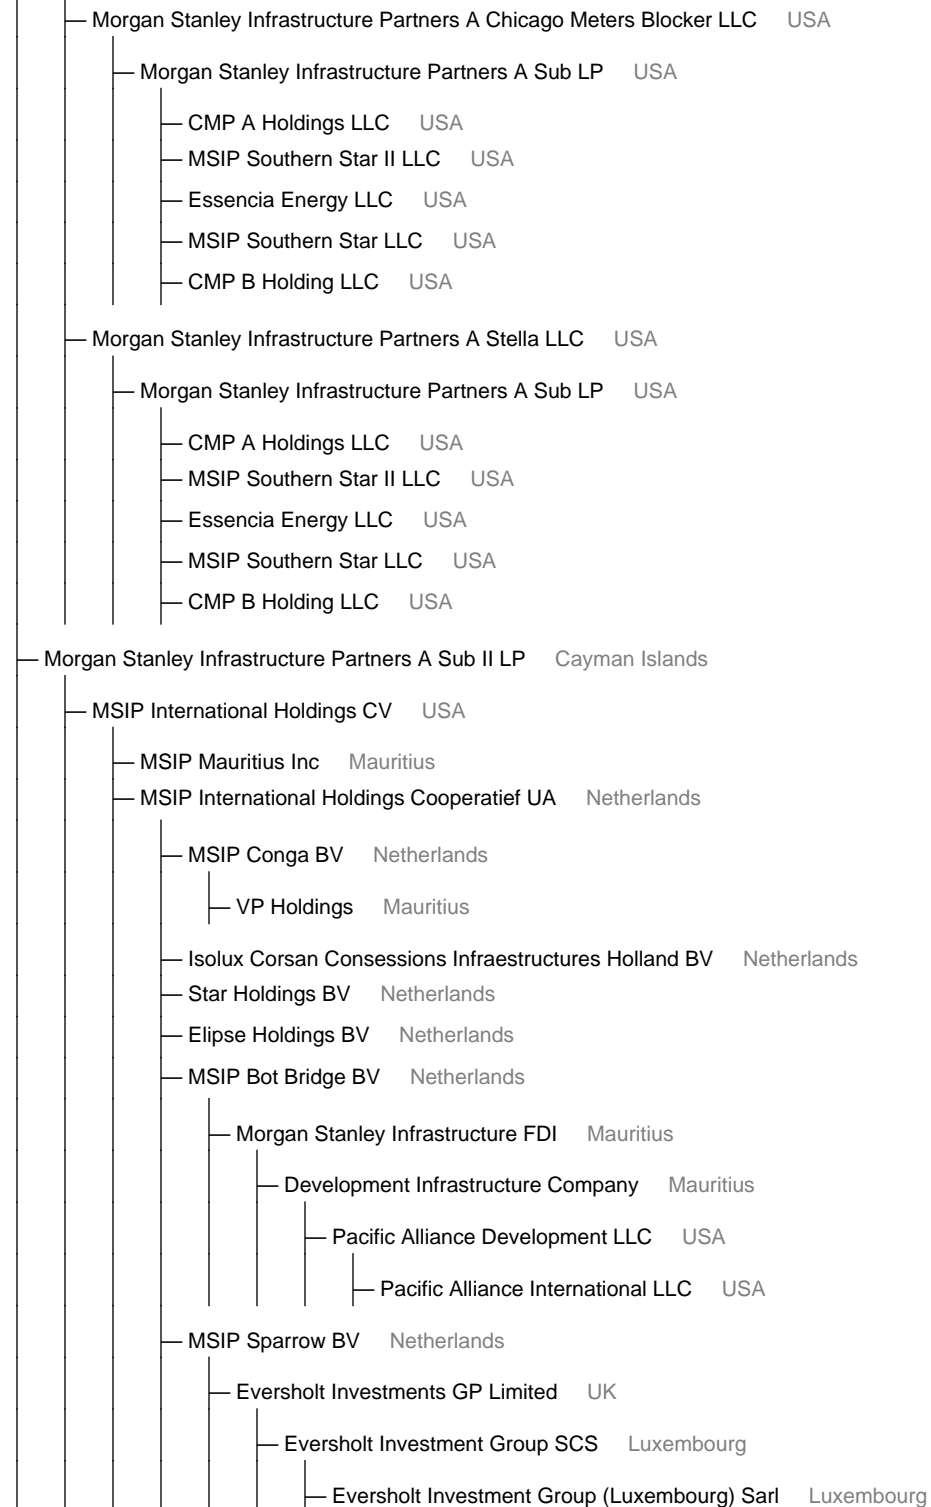 Morgan Stanley Infrastructure Partners A Chicago Meters Blocker LLC USA
Morgan Stanley Infrastructure Partners A Sub LP USA
CMP A Holdings LLC USA
MSIP Southern Star II LLC USA
Essencia Energy LLC USA
MSIP Southern Star LLC USA
CMP B Holding LLC USA
Morgan Stanley Infrastructure Partners A Stella LLC USA
Morgan Stanley Infrastructure Partners A Sub LP USA
CMP A Holdings LLC USA
MSIP Southern Star II LLC USA
Essencia Energy LLC USA
MSIP Southern Star LLC USA
CMP B Holding LLC USA
Morgan Stanley Infrastructure Partners A Sub II LP Cayman Islands
MSIP International Holdings CV USA
MSIP Mauritius Inc Mauritius
MSIP International Holdings Cooperatief UA Netherlands
MSIP Conga BV Netherlands
VP Holdings Mauritius
Isolux Corsan Consessions Infraestructures Holland BV Netherlands
Star Holdings BV Netherlands
Elipse Holdings BV Netherlands
MSIP Bot Bridge BV Netherlands
Morgan Stanley Infrastructure FDI Mauritius
Development Infrastructure Company Mauritius
Pacific Alliance Development LLC USA
Pacific Alliance International LLC USA
MSIP Sparrow BV Netherlands
Eversholt Investments GP Limited UK
Eversholt Investment Group SCS Luxembourg
Eversholt Investment Group (Luxembourg) Sarl Luxembourg